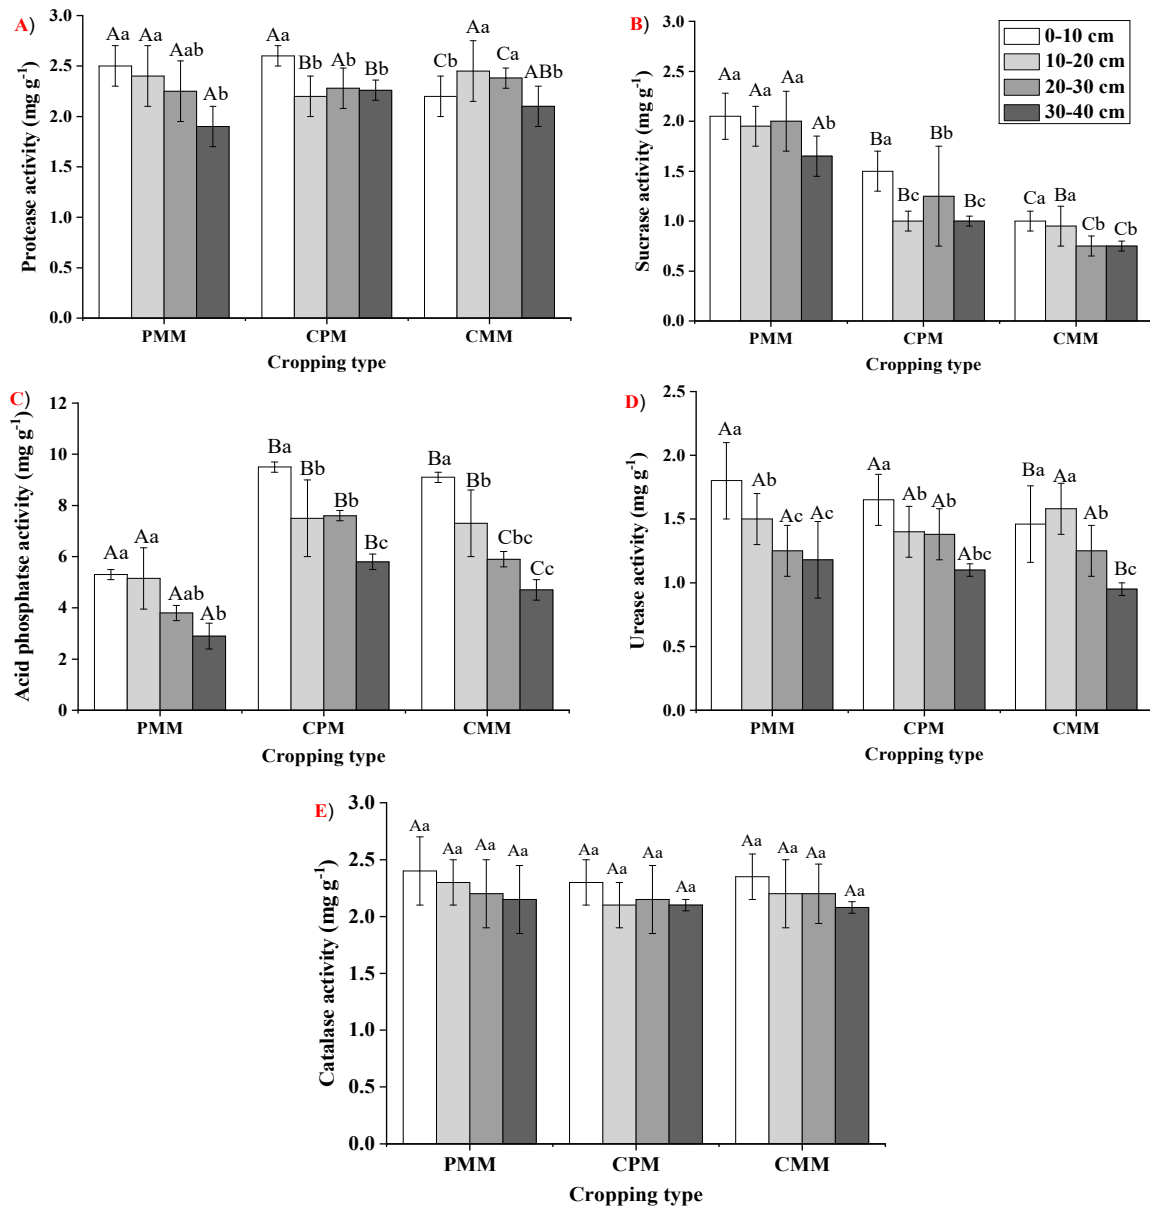 A)
Protease activity (mg g-1)
3.0
2.5
2.0
1.5
1.0
0.5
0.0
Aa Aa Aab Ab
Aa Bb Ab Bb
Cb Aa Ca ABb
PMM CPM CMM
Cropping type
B)
Sucrase activity (mg g-1)
3.0
2.5
2.0
1.5
1.0
0.5
0.0
0-10 cm
10-20 cm
20-30 cm
30-40 cm
Aa Aa Aa Ab
Ba Bc Bb Bc
Ca Ba Cb Cb
PMM CPM CMM
Cropping type
C)
Acid phosphatse activity (mg g-1)
12
10
8
6
4
2
0
Aa Aa Aab Ab
Ba Bb Bb Bc
Ba Bb Cbc Cc
PMM CPM CMM
Cropping type
D)
Urease activity (mg g-1)
2.5
2.0
1.5
1.0
0.5
0.0
Aa Ab Ac Ac
Aa Ab Ab Abc
Ba Aa Ab Bc
PMM CPM CMM
Cropping type
E)
Catalase activity (mg g-1)
3.0
2.5
2.0
1.5
1.0
0.5
0.0
Aa Aa Aa Aa
Aa Aa Aa Aa
Aa Aa Aa Aa
PMM CPM CMM
Cropping type